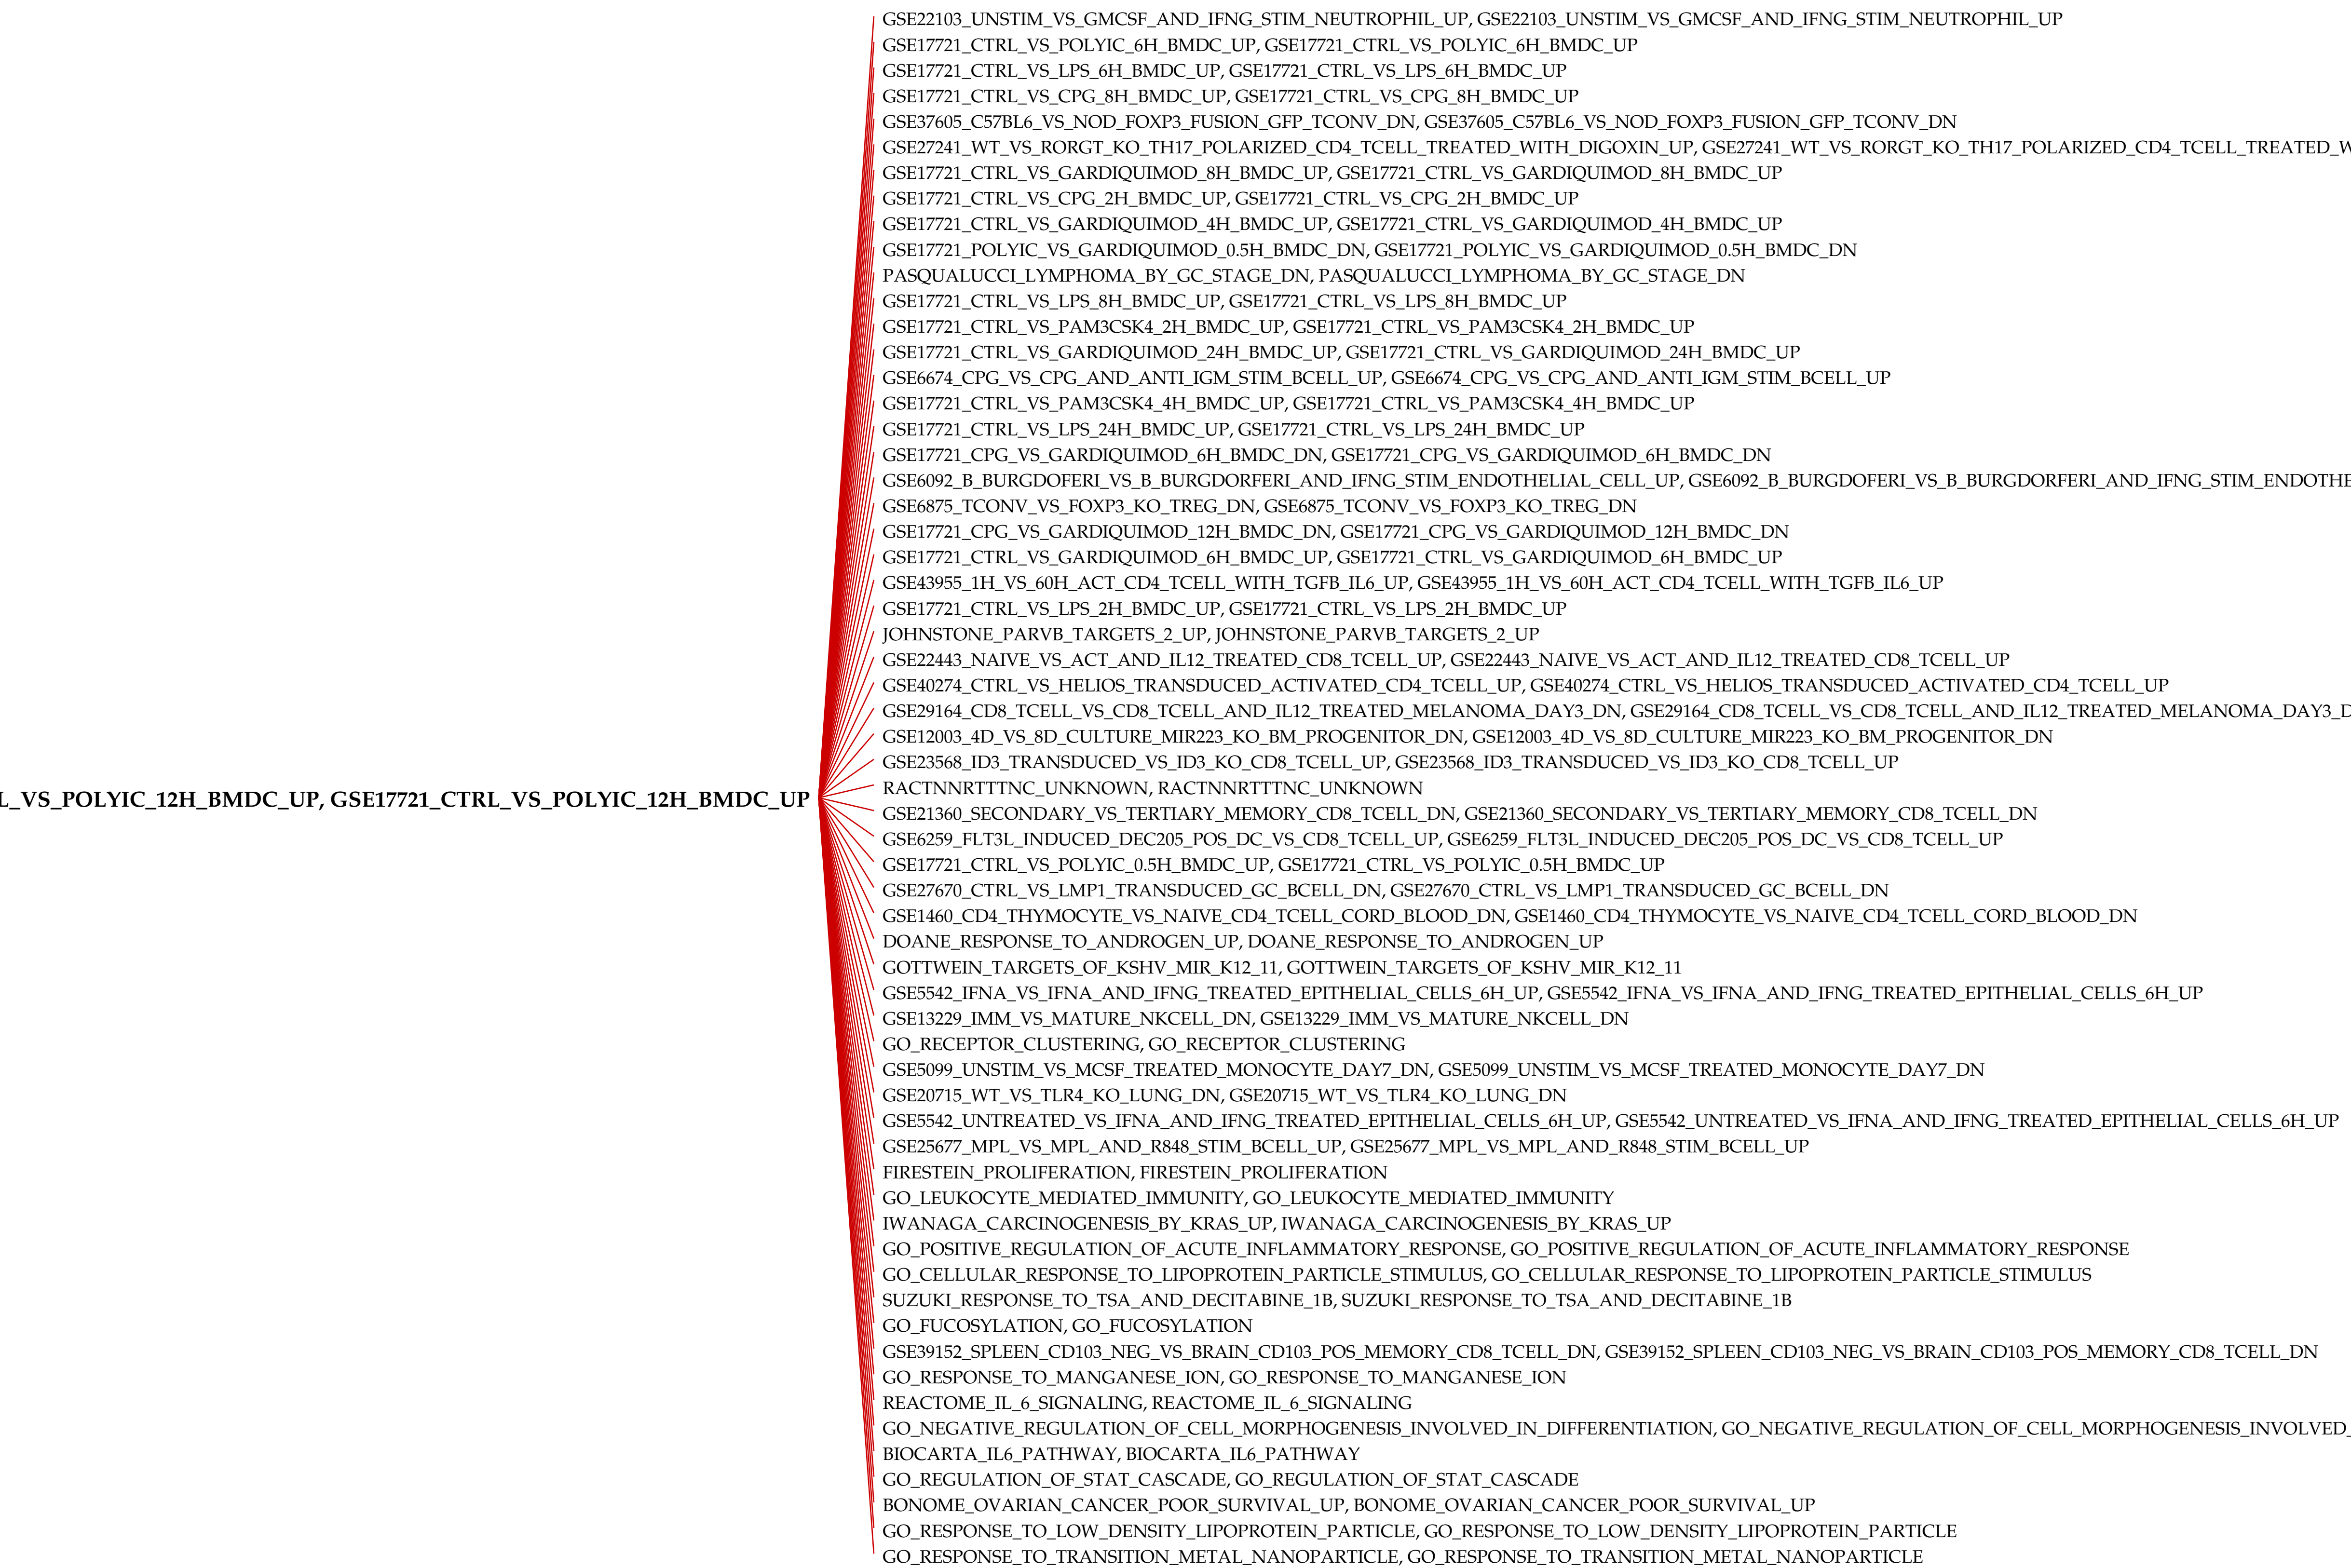 GSE22103_UNSTIM_VS_GMCSF_AND_IFNG_STIM_NEUTROPHIL_UP, GSE22103_UNSTIM_VS_GMCSF_AND_IFNG_STIM_NEUTROPHIL_UP
GSE17721_CTRL_VS_POLYIC_6H_BMDC_UP, GSE17721_CTRL_VS_POLYIC_6H_BMDC_UP
GSE17721_CTRL_VS_LPS_6H_BMDC_UP, GSE17721_CTRL_VS_LPS_6H_BMDC_UP
GSE17721_CTRL_VS_CPG_8H_BMDC_UP, GSE17721_CTRL_VS_CPG_8H_BMDC_UP
GSE37605_C57BL6_VS_NOD_FOXP3_FUSION_GFP_TCONV_DN, GSE37605_C57BL6_VS_NOD_FOXP3_FUSION_GFP_TCONV_DN
GSE27241_WT_VS_RORGT_KO_TH17_POLARIZED_CD4_TCELL_TREATED_WITH_DIGOXIN_UP, GSE27241_WT_VS_RORGT_KO_TH17_POLARIZED_CD4_TCELL_TREATED_W
GSE17721_CTRL_VS_GARDIQUIMOD_8H_BMDC_UP, GSE17721_CTRL_VS_GARDIQUIMOD_8H_BMDC_UP
GSE17721_CTRL_VS_CPG_2H_BMDC_UP, GSE17721_CTRL_VS_CPG_2H_BMDC_UP
GSE17721_CTRL_VS_GARDIQUIMOD_4H_BMDC_UP, GSE17721_CTRL_VS_GARDIQUIMOD_4H_BMDC_UP
GSE17721_POLYIC_VS_GARDIQUIMOD_0.5H_BMDC_DN, GSE17721_POLYIC_VS_GARDIQUIMOD_0.5H_BMDC_DN
PASQUALUCCI_LYMPHOMA_BY_GC_STAGE_DN, PASQUALUCCI_LYMPHOMA_BY_GC_STAGE_DN
GSE17721_CTRL_VS_LPS_8H_BMDC_UP, GSE17721_CTRL_VS_LPS_8H_BMDC_UP
GSE17721_CTRL_VS_PAM3CSK4_2H_BMDC_UP, GSE17721_CTRL_VS_PAM3CSK4_2H_BMDC_UP
GSE17721_CTRL_VS_GARDIQUIMOD_24H_BMDC_UP, GSE17721_CTRL_VS_GARDIQUIMOD_24H_BMDC_UP
GSE6674_CPG_VS_CPG_AND_ANTI_IGM_STIM_BCELL_UP, GSE6674_CPG_VS_CPG_AND_ANTI_IGM_STIM_BCELL_UP
GSE17721_CTRL_VS_PAM3CSK4_4H_BMDC_UP, GSE17721_CTRL_VS_PAM3CSK4_4H_BMDC_UP
GSE17721_CTRL_VS_LPS_24H_BMDC_UP, GSE17721_CTRL_VS_LPS_24H_BMDC_UP
GSE17721_CPG_VS_GARDIQUIMOD_6H_BMDC_DN, GSE17721_CPG_VS_GARDIQUIMOD_6H_BMDC_DN
GSE6092_B_BURGDOFERI_VS_B_BURGDORFERI_AND_IFNG_STIM_ENDOTHELIAL_CELL_UP, GSE6092_B_BURGDOFERI_VS_B_BURGDORFERI_AND_IFNG_STIM_ENDOTHE
GSE6875_TCONV_VS_FOXP3_KO_TREG_DN, GSE6875_TCONV_VS_FOXP3_KO_TREG_DN
GSE17721_CPG_VS_GARDIQUIMOD_12H_BMDC_DN, GSE17721_CPG_VS_GARDIQUIMOD_12H_BMDC_DN
GSE17721_CTRL_VS_GARDIQUIMOD_6H_BMDC_UP, GSE17721_CTRL_VS_GARDIQUIMOD_6H_BMDC_UP
GSE43955_1H_VS_60H_ACT_CD4_TCELL_WITH_TGFB_IL6_UP, GSE43955_1H_VS_60H_ACT_CD4_TCELL_WITH_TGFB_IL6_UP
GSE17721_CTRL_VS_LPS_2H_BMDC_UP, GSE17721_CTRL_VS_LPS_2H_BMDC_UP
JOHNSTONE_PARVB_TARGETS_2_UP, JOHNSTONE_PARVB_TARGETS_2_UP
GSE22443_NAIVE_VS_ACT_AND_IL12_TREATED_CD8_TCELL_UP, GSE22443_NAIVE_VS_ACT_AND_IL12_TREATED_CD8_TCELL_UP
GSE40274_CTRL_VS_HELIOS_TRANSDUCED_ACTIVATED_CD4_TCELL_UP, GSE40274_CTRL_VS_HELIOS_TRANSDUCED_ACTIVATED_CD4_TCELL_UP
GSE29164_CD8_TCELL_VS_CD8_TCELL_AND_IL12_TREATED_MELANOMA_DAY3_DN, GSE29164_CD8_TCELL_VS_CD8_TCELL_AND_IL12_TREATED_MELANOMA_DAY3_D
GSE12003_4D_VS_8D_CULTURE_MIR223_KO_BM_PROGENITOR_DN, GSE12003_4D_VS_8D_CULTURE_MIR223_KO_BM_PROGENITOR_DN
GSE23568_ID3_TRANSDUCED_VS_ID3_KO_CD8_TCELL_UP, GSE23568_ID3_TRANSDUCED_VS_ID3_KO_CD8_TCELL_UP
RACTNNRTTTNC_UNKNOWN, RACTNNRTTTNC_UNKNOWN
L_VS_POLYIC_12H_BMDC_UP, GSE17721_CTRL_VS_POLYIC_12H_BMDC_UP
GSE21360_SECONDARY_VS_TERTIARY_MEMORY_CD8_TCELL_DN, GSE21360_SECONDARY_VS_TERTIARY_MEMORY_CD8_TCELL_DN
GSE6259_FLT3L_INDUCED_DEC205_POS_DC_VS_CD8_TCELL_UP, GSE6259_FLT3L_INDUCED_DEC205_POS_DC_VS_CD8_TCELL_UP
GSE17721_CTRL_VS_POLYIC_0.5H_BMDC_UP, GSE17721_CTRL_VS_POLYIC_0.5H_BMDC_UP
GSE27670_CTRL_VS_LMP1_TRANSDUCED_GC_BCELL_DN, GSE27670_CTRL_VS_LMP1_TRANSDUCED_GC_BCELL_DN
GSE1460_CD4_THYMOCYTE_VS_NAIVE_CD4_TCELL_CORD_BLOOD_DN, GSE1460_CD4_THYMOCYTE_VS_NAIVE_CD4_TCELL_CORD_BLOOD_DN
DOANE_RESPONSE_TO_ANDROGEN_UP, DOANE_RESPONSE_TO_ANDROGEN_UP
GOTTWEIN_TARGETS_OF_KSHV_MIR_K12_11, GOTTWEIN_TARGETS_OF_KSHV_MIR_K12_11
GSE5542_IFNA_VS_IFNA_AND_IFNG_TREATED_EPITHELIAL_CELLS_6H_UP, GSE5542_IFNA_VS_IFNA_AND_IFNG_TREATED_EPITHELIAL_CELLS_6H_UP
GSE13229_IMM_VS_MATURE_NKCELL_DN, GSE13229_IMM_VS_MATURE_NKCELL_DN
GO_RECEPTOR_CLUSTERING, GO_RECEPTOR_CLUSTERING
GSE5099_UNSTIM_VS_MCSF_TREATED_MONOCYTE_DAY7_DN, GSE5099_UNSTIM_VS_MCSF_TREATED_MONOCYTE_DAY7_DN
GSE20715_WT_VS_TLR4_KO_LUNG_DN, GSE20715_WT_VS_TLR4_KO_LUNG_DN
GSE5542_UNTREATED_VS_IFNA_AND_IFNG_TREATED_EPITHELIAL_CELLS_6H_UP, GSE5542_UNTREATED_VS_IFNA_AND_IFNG_TREATED_EPITHELIAL_CELLS_6H_UP
GSE25677_MPL_VS_MPL_AND_R848_STIM_BCELL_UP, GSE25677_MPL_VS_MPL_AND_R848_STIM_BCELL_UP
FIRESTEIN_PROLIFERATION, FIRESTEIN_PROLIFERATION
GO_LEUKOCYTE_MEDIATED_IMMUNITY, GO_LEUKOCYTE_MEDIATED_IMMUNITY
IWANAGA_CARCINOGENESIS_BY_KRAS_UP, IWANAGA_CARCINOGENESIS_BY_KRAS_UP
GO_POSITIVE_REGULATION_OF_ACUTE_INFLAMMATORY_RESPONSE, GO_POSITIVE_REGULATION_OF_ACUTE_INFLAMMATORY_RESPONSE
GO_CELLULAR_RESPONSE_TO_LIPOPROTEIN_PARTICLE_STIMULUS, GO_CELLULAR_RESPONSE_TO_LIPOPROTEIN_PARTICLE_STIMULUS
SUZUKI_RESPONSE_TO_TSA_AND_DECITABINE_1B, SUZUKI_RESPONSE_TO_TSA_AND_DECITABINE_1B
GO_FUCOSYLATION, GO_FUCOSYLATION
GSE39152_SPLEEN_CD103_NEG_VS_BRAIN_CD103_POS_MEMORY_CD8_TCELL_DN, GSE39152_SPLEEN_CD103_NEG_VS_BRAIN_CD103_POS_MEMORY_CD8_TCELL_DN
GO_RESPONSE_TO_MANGANESE_ION, GO_RESPONSE_TO_MANGANESE_ION
REACTOME_IL_6_SIGNALING, REACTOME_IL_6_SIGNALING
GO_NEGATIVE_REGULATION_OF_CELL_MORPHOGENESIS_INVOLVED_IN_DIFFERENTIATION, GO_NEGATIVE_REGULATION_OF_CELL_MORPHOGENESIS_INVOLVED_
BIOCARTA_IL6_PATHWAY, BIOCARTA_IL6_PATHWAY
GO_REGULATION_OF_STAT_CASCADE, GO_REGULATION_OF_STAT_CASCADE
BONOME_OVARIAN_CANCER_POOR_SURVIVAL_UP, BONOME_OVARIAN_CANCER_POOR_SURVIVAL_UP
GO_RESPONSE_TO_LOW_DENSITY_LIPOPROTEIN_PARTICLE, GO_RESPONSE_TO_LOW_DENSITY_LIPOPROTEIN_PARTICLE
GO_RESPONSE_TO_TRANSITION_METAL_NANOPARTICLE, GO_RESPONSE_TO_TRANSITION_METAL_NANOPARTICLE